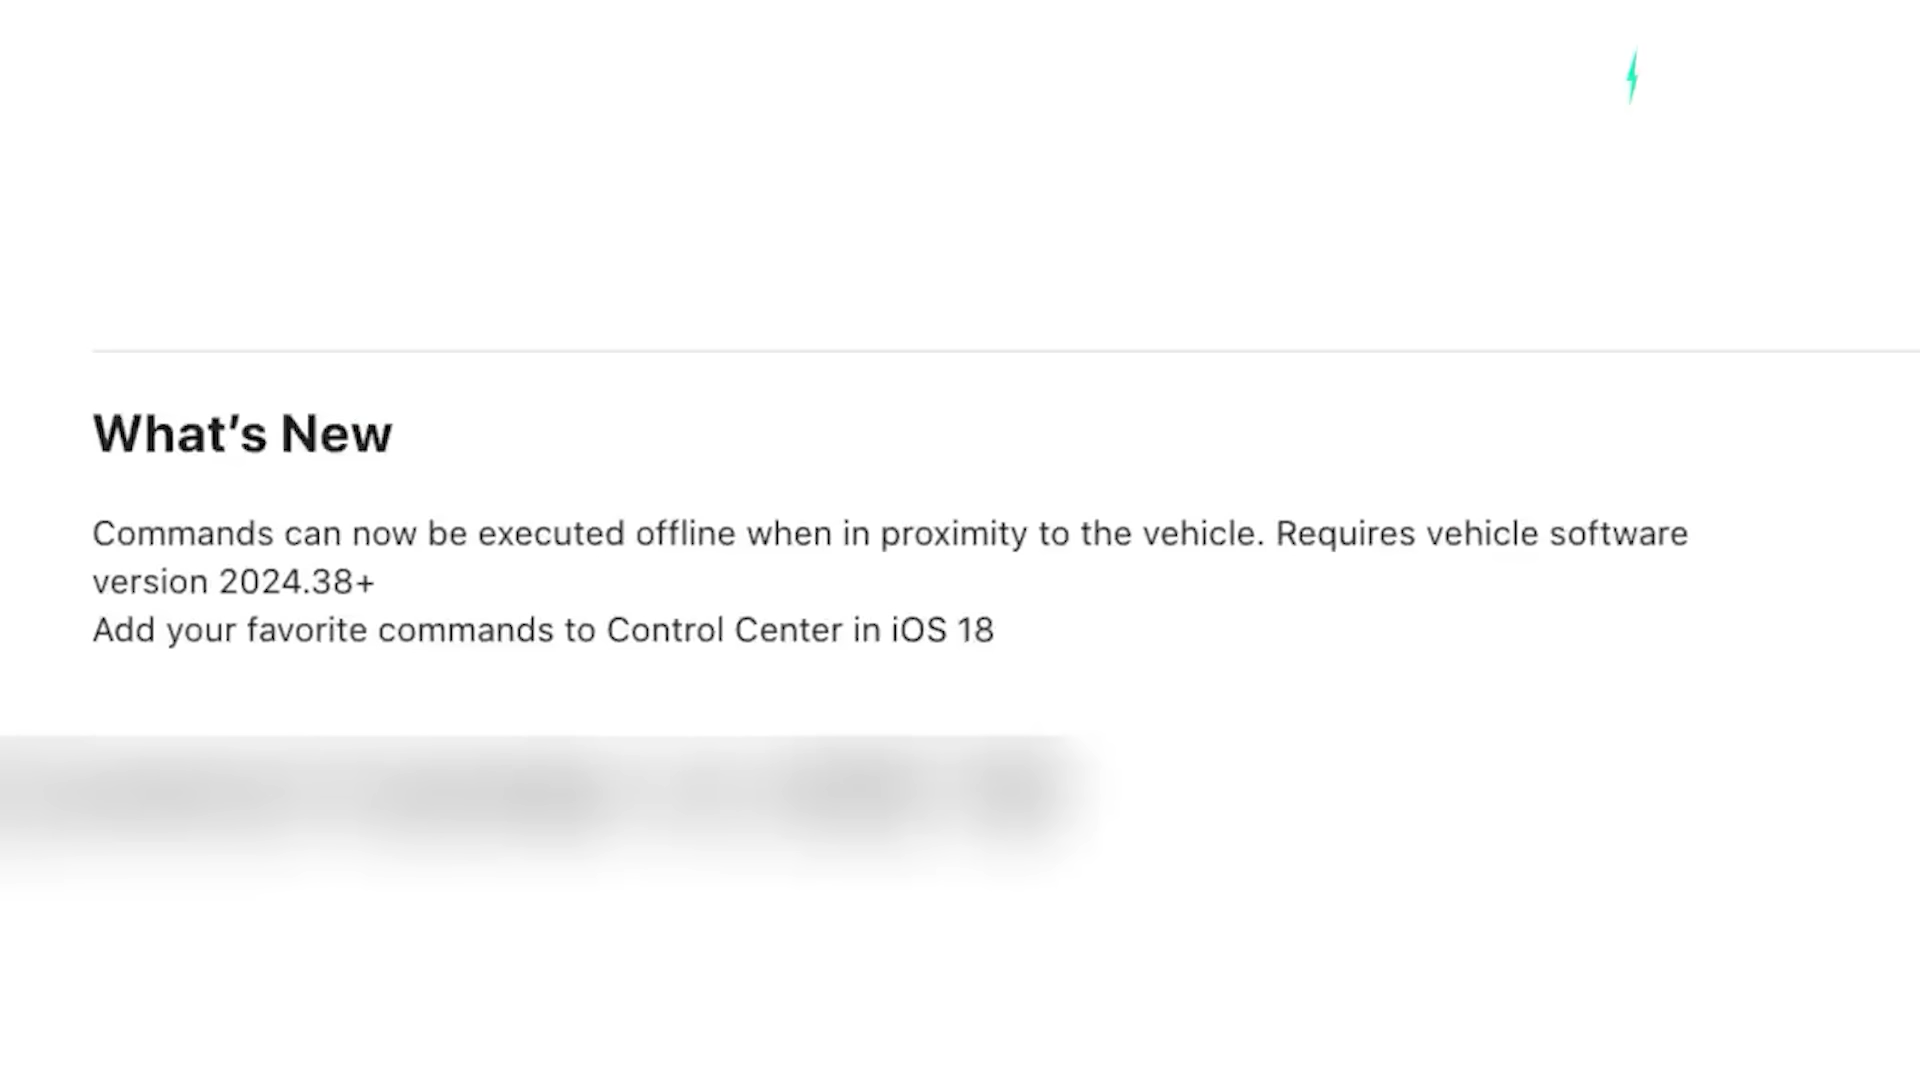 What’s New
Commands can now be executed offline when in proximity to the vehicle. Requires vehicle software
version 2024.38+
Add your favorite commands to Control Center in iOS 18